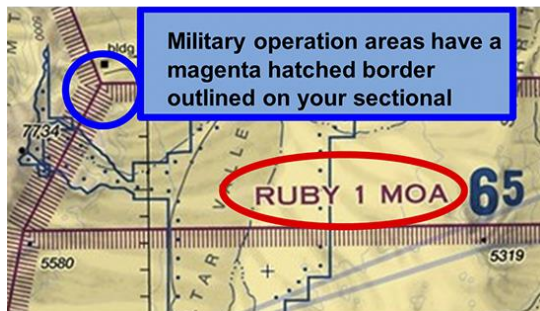 Military operation areas have a
magenta hatched border
outlined on your sectional
bldg
7734
RUBY 1 MOA
65
5580
5319